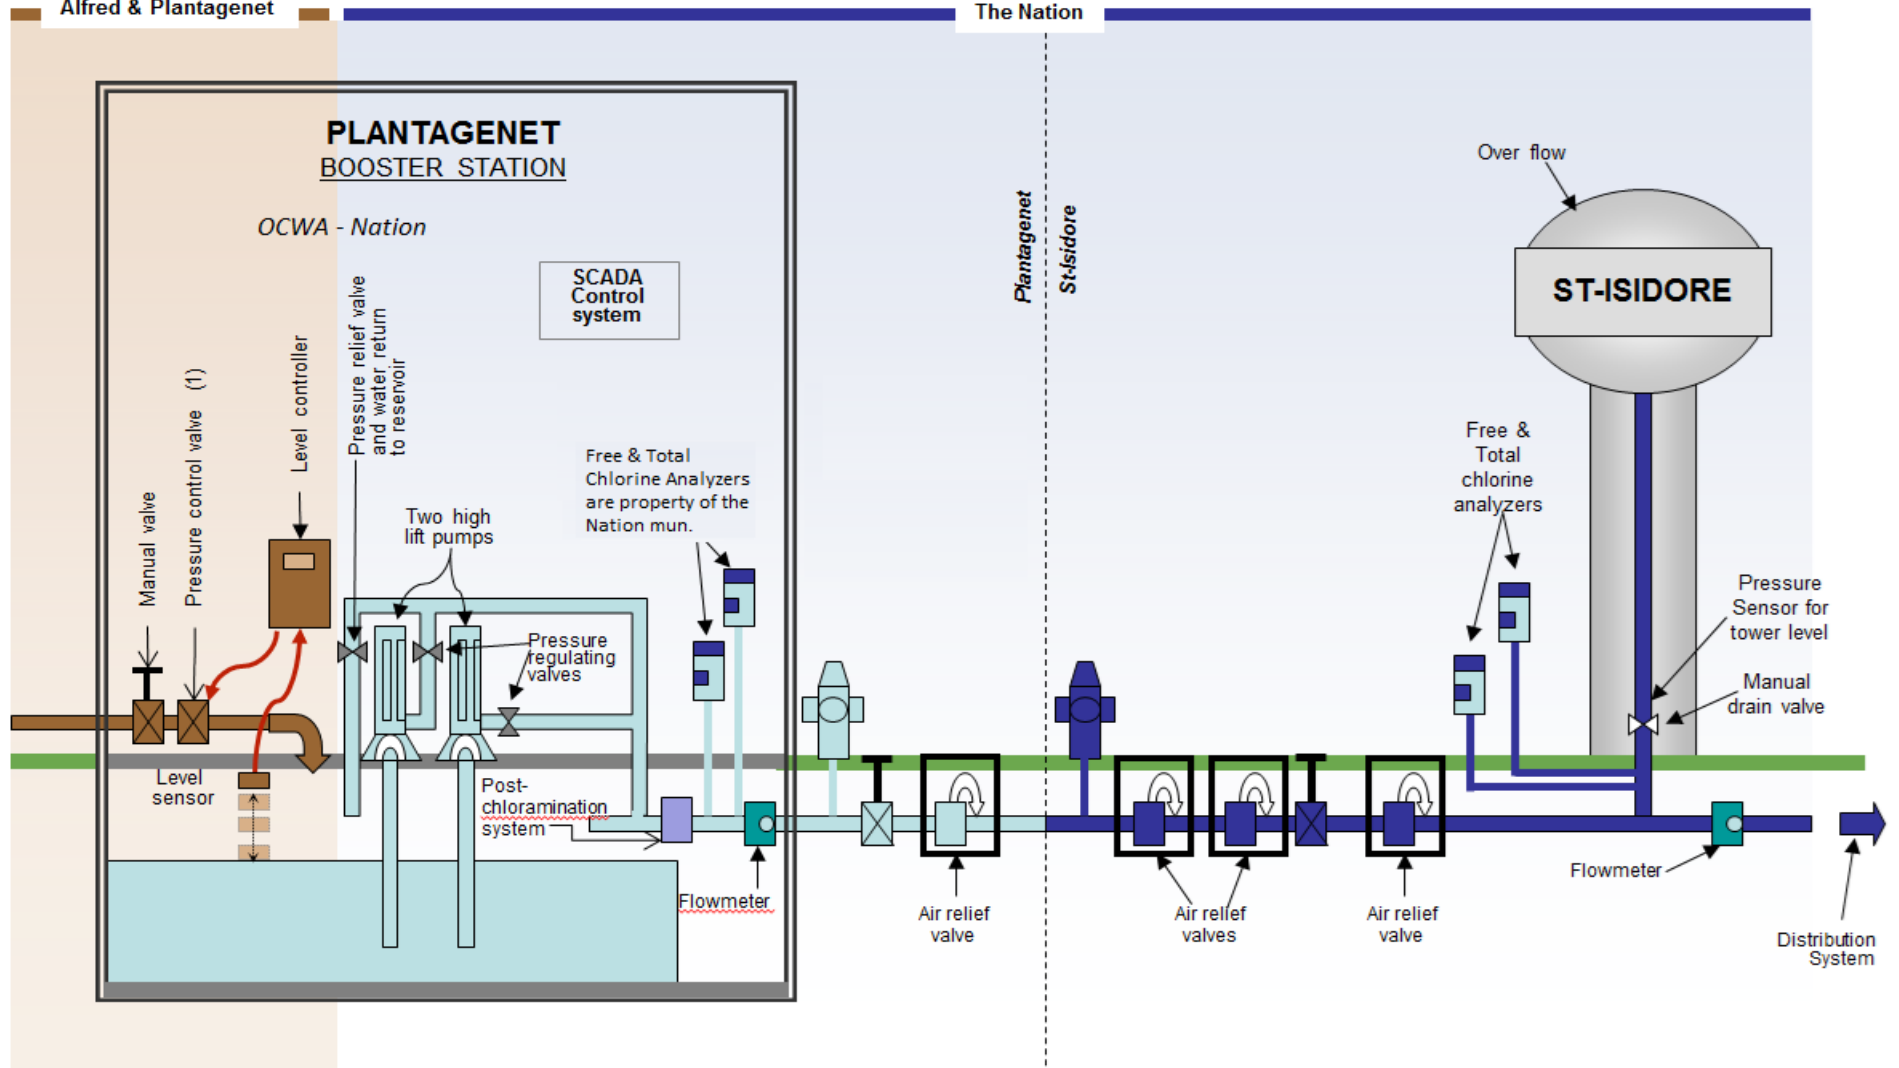 Alfred & Plantagenet
The Nation
PLANTAGENET
BOOSTER STATION
OCWA - Nation
SCADA
Control
system
Manual valve
Pressure control valve (1)
Level controller
Pressure relief valve
and water return
to reservoir
Two high
lift pumps
Free & Total
Chlorine Analyzers
are property of the
Nation mun.
Pressure
regulating
valves
Level
sensor
Post-
chloramination
system
Flowmeter
Plantagenet
St-Isidore
Air relief
valve
Air relief
valves
Air relief
valve
Over flow
ST-ISIDORE
Free &
Total
chlorine
analyzers
Pressure
Sensor for
tower level
Manual
drain valve
Flowmeter
Distribution
System